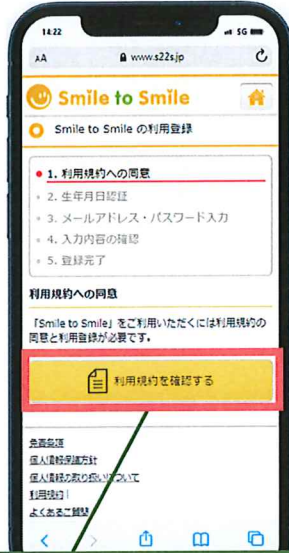 14:22
5G
AA
www.s22s.jp
Smile to Smile
Smile to Smile の利用登録
1. 利用規約への同意
2. 生年月日認証
3. メールアドレス・パスワード入力
4. 入力内容の確認
5. 登録完了
利用規約への同意
「Smile to Smile」をご利用いただくには利用規約の
同意と利用登録が必要です。
利用規約を確認する
免責条項
個人情報保護方針
個人情報の取り扱いについて
利用規約
よくあるご質問